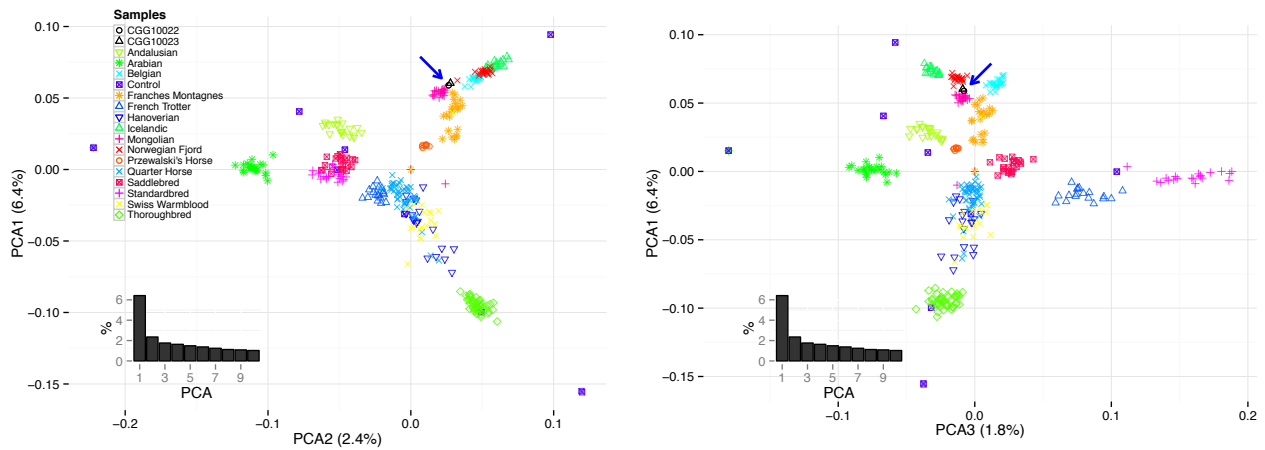 Samples
CGG10022
CGG10023
Andalusian
Arabian
Belgian
Control
Franches Montagnes
French Trotter
Hanoverian
Icelandic
Mongolian
Norwegian Fjord
Przewalski's Horse
Quarter Horse
Saddlebred
Standardbred
Swiss Warmblood
Thoroughbred
0.10
0.05
0.00
−0.05
−0.10
−0.15
PCA1 (6.4%)
−0.2
−0.1
0.0
0.1
PCA2 (2.4%)
6
4
2
0
%
1
3
5
7
9
PCA
0.10
0.05
0.00
−0.05
−0.10
−0.15
PCA1 (6.4%)
−0.1
0.0
0.1
0.2
PCA3 (1.8%)
6
4
2
0
%
1
3
5
7
9
PCA